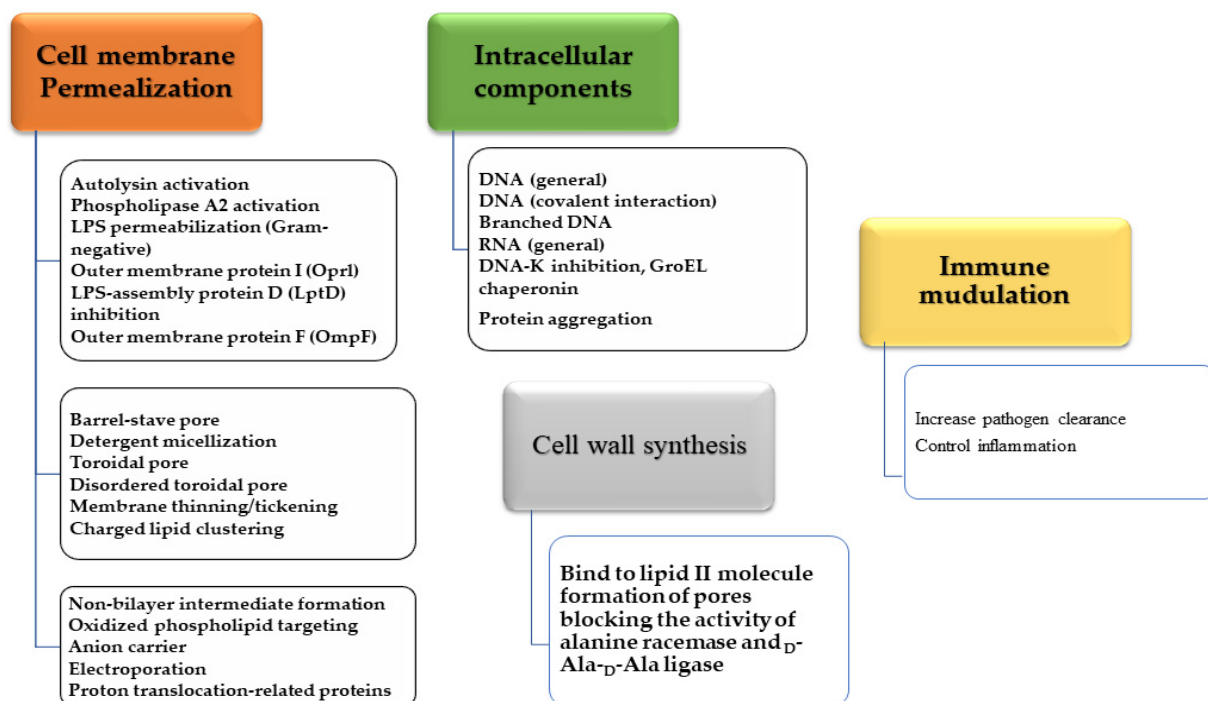 Cell membrane
Permealization
Autolysin activation
Phospholipase A2 activation
LPS permeabilization (Gram-
negative)
Outer membrane protein I (Oprl)
LPS-assembly protein D (LptD)
inhibition
Outer membrane protein F (OmpF)
Barrel-stave pore
Detergent micellization
Toroidal pore
Disordered toroidal pore
Membrane thinning/tickening
Charged lipid clustering
Non-bilayer intermediate formation
Oxidized phospholipid targeting
Anion carrier
Electroporation
Proton translocation-related proteins
Intracellular
components
DNA (general)
DNA (covalent interaction)
Branched DNA
RNA (general)
DNA-K inhibition, GroEL
chaperonin
Protein aggregation
Cell wall synthesis
Bind to lipid II molecule
formation of pores
blocking the activity of
alanine racemase and D-
Ala-D-Ala ligase
Immune
mudulation
Increase pathogen clearance
Control inflammation